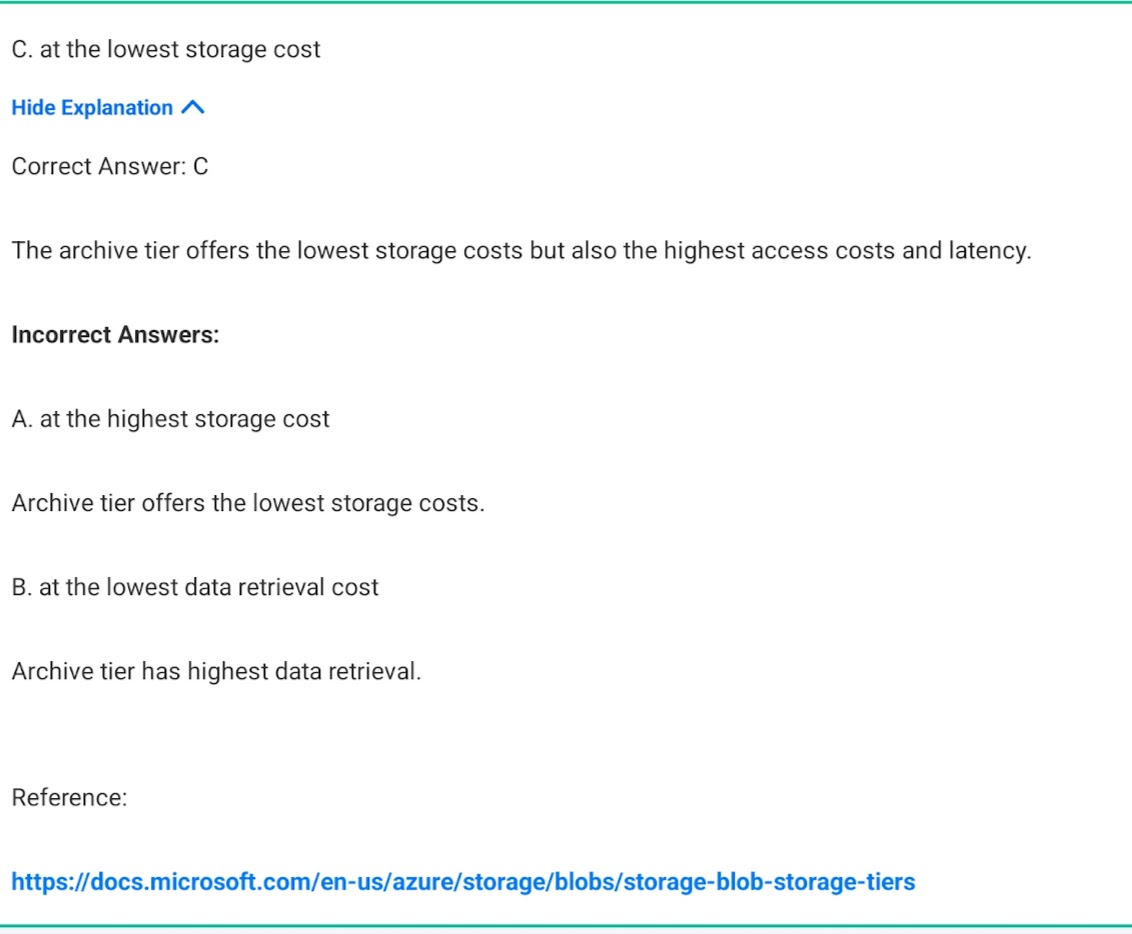 C. at the lowest storage cost
Hide Explanation
Correct Answer: C
The archive tier offers the lowest storage costs but also the highest access costs and latency.
Incorrect Answers:
A. at the highest storage cost
Archive tier offers the lowest storage costs.
B. at the lowest data retrieval cost
Archive tier has highest data retrieval.
Reference:
https://docs.microsoft.com/en-us/azure/storage/blobs/storage-blob-storage-tiers